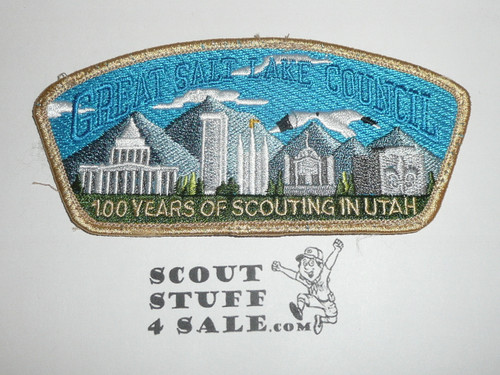 GREAT SALT LAKE COUNCIL
100 YEARS OF SCOUTING IN UTAH
SCOUT
STUFF
4 SALE.COM